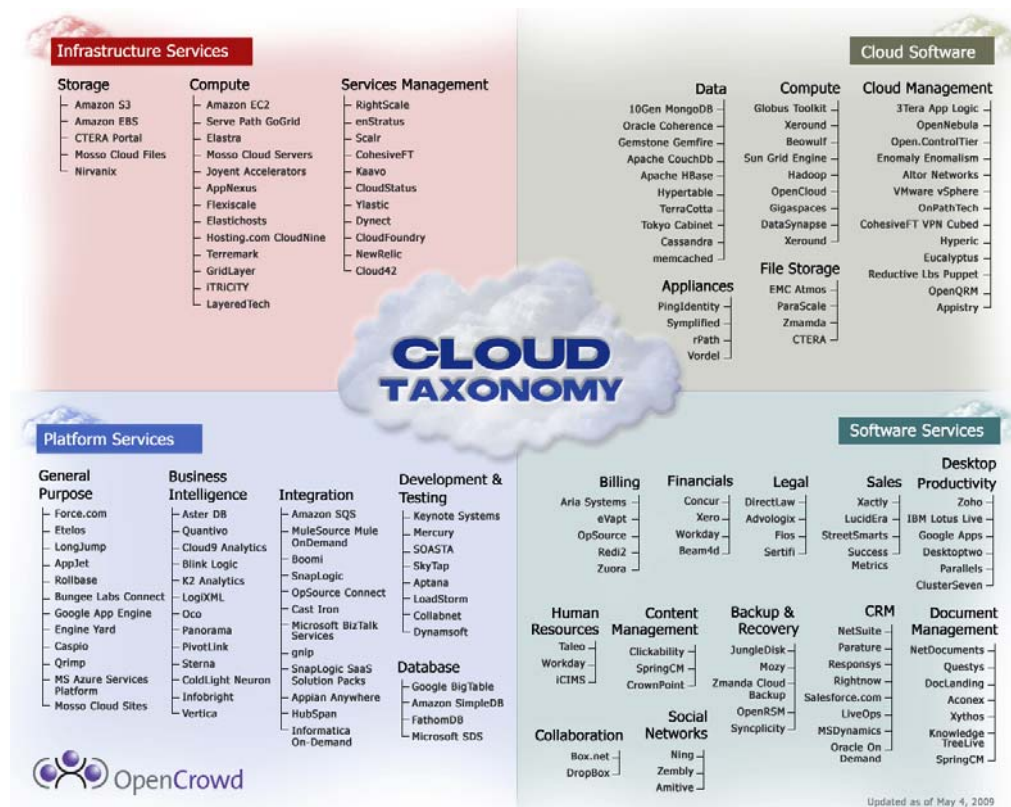 Infrastructure Services
Storage
Amazon S3
Amazon EBS
CTERA Portal
Mosso Cloud Files
Nirvanix
Compute
Amazon EC2
Serve Path GoGrid
Elastra
Mosso Cloud Servers
Joyent Accelerators
AppNexus
Flexiscale
Elastichosts
Hosting.com CloudNine
Terremark
GridLayer
iTRiCiTY
LayeredTech
Services Management
RightScale
enStratus
Scalr
CohesiveFT
Kaavo
CloudStatus
Ylastic
Dynect
CloudFoundry
NewRelic
Cloud42
Cloud Software
Data
10Gen MongoDB
Oracle Coherence
Gemstone Gemfire
Apache CouchDb
Apache HBase
Hypertable
TerraCotta
Tokyo Cabinet
Cassandra
memcached
Appliances
PingIdentity
Symplified
rPath
Vordel
Compute
Globus Toolkit
Xeround
Beowulf
Sun Grid Engine
Hadoop
OpenCloud
Gigaspaces
DataSynapse
Xeround
File Storage
EMC Atmos
ParaScale
Zmamda
CTERA
Cloud Management
3Tera App Logic
OpenNebula
Open.ControlTier
Enomaly Enomalism
Altor Networks
VMware vSphere
OnPathTech
CohesiveFT VPN Cubed
Hyperic
Eucalyptus
Reductive Lbs Puppet
OpenQRM
Appistry
CLOUD
TAXONOMY
Platform Services
General
Purpose
Force.com
Etelos
LongJump
AppJet
Rollbase
Bungee Labs Connect
Google App Engine
Engine Yard
Caspio
Qrimp
MS Azure Services
Platform
Mosso Cloud Sites
Business
Intelligence
Aster DB
Quantivo
Cloud9 Analytics
Blink Logic
K2 Analytics
LogiXML
Oco
Panorama
PivotLink
Sterna
ColdLight Neuron
Infobright
Vertica
Integration
Amazon SQS
MuleSource Mule
OnDemand
Boomi
SnapLogic
OpSource Connect
Cast Iron
Microsoft BizTalk
Services
gnip
SnapLogic SaaS
Solution Packs
Appian Anywhere
HubSpan
Informatica
On-Demand
Development &
Testing
Keynote Systems
Mercury
SOASTA
SkyTap
Aptana
LoadStorm
Collabnet
Dynamsoft
Database
Google BigTable
Amazon SimpleDB
FathomDB
Microsoft SDS
Software Services
Billing
Aria Systems
eVapt
OpSource
Redi2
Zuora
Financials
Concur
Xero
Workday
Beam4d
Legal
DirectLaw
Advologix
Fios
Sertifi
Sales
Xactly
LucidEra
StreetSmarts
Success
Metrics
Desktop
Productivity
Zoho
IBM Lotus Live
Google Apps
Desktoptwo
Parallels
ClusterSeven
Human
Resources
Taleo
Workday
iCIMS
Content
Management
Clickability
SpringCM
CrownPoint
Backup &
Recovery
JungleDisk
Mozy
Zmanda Cloud
Backup
OpenRSM
Syncplicity
CRM
NetSuite
Parature
Responsys
Rightnow
Salesforce.com
LiveOps
MSDynamics
Oracle On
Demand
Document
Management
NetDocuments
Questys
DocLanding
Aconex
Xythos
Knowledge
TreeLive
SpringCM
Collaboration
Box.net
DropBox
Social
Networks
Ning
Zembly
Amitive
OpenCrowd
Updated as of May 4, 2009